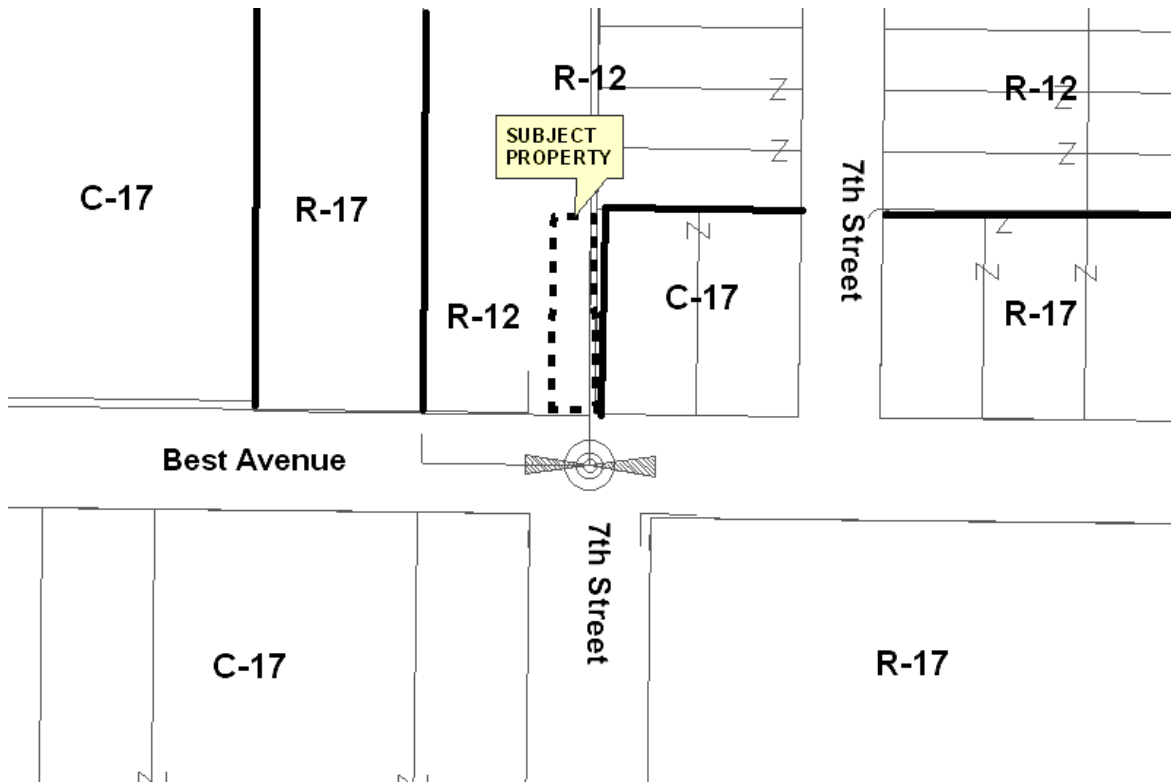 R-12
R-12
SUBJECT
PROPERTY
C-17
R-17
7th Street
C-17
R-12
R-17
Best Avenue
7th Street
C-17
R-17